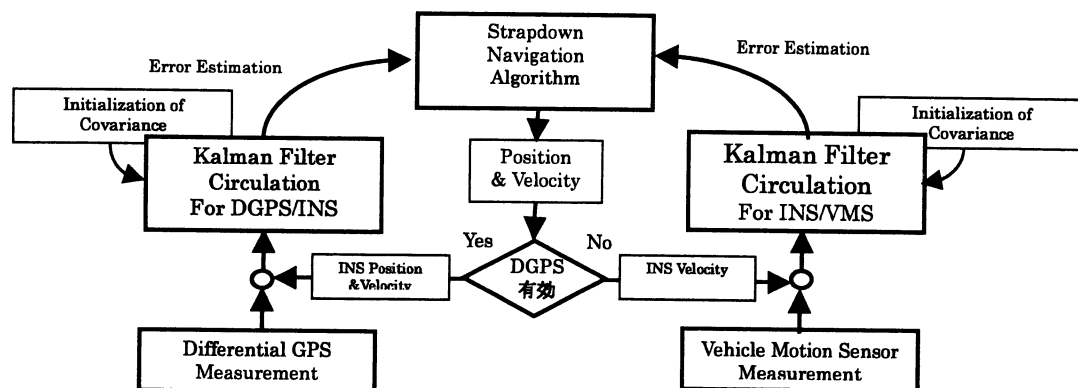 Strapdown
Navigation
Algorithm
Error Estimation
Error Estimation
Initialization of
Covariance
Initialization of
Covariance
Kalman Filter
Circulation
For DGPS/INS
Position
& Velocity
Kalman Filter
Circulation
For INS/VMS
Yes
No
INS Position
&Velocity
DGPS
有効
INS Velocity
Differential GPS
Measurement
Vehicle Motion Sensor
Measurement